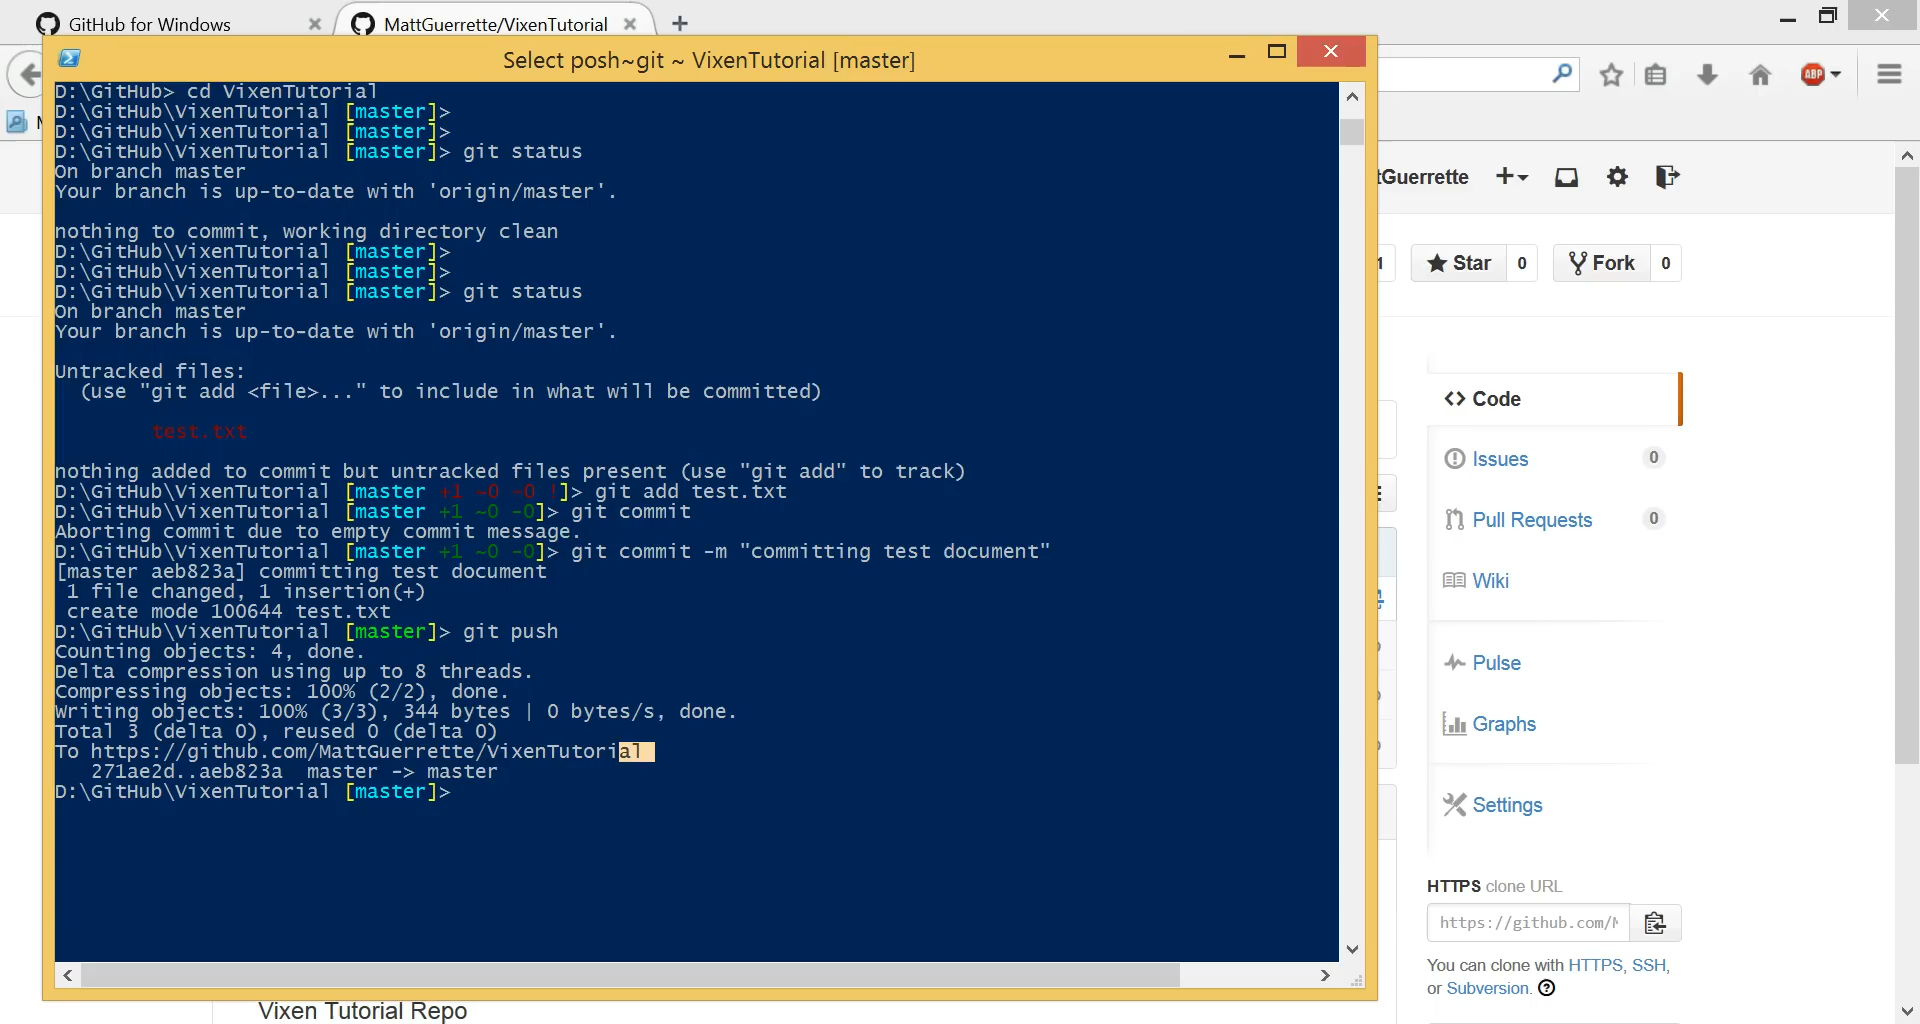 GitHub for Windows
MattGuerrette/VixenTutorial
Select posh~git ~ VixenTutorial [master]
D:\GitHub> cd VixenTutorial
D:\GitHub\VixenTutorial [master]>
D:\GitHub\VixenTutorial [master]>
D:\GitHub\VixenTutorial [master]> git status
On branch master
Your branch is up-to-date with 'origin/master'.
nothing to commit, working directory clean
D:\GitHub\VixenTutorial [master]>
D:\GitHub\VixenTutorial [master]>
D:\GitHub\VixenTutorial [master]> git status
On branch master
Your branch is up-to-date with 'origin/master'.
Untracked files:
(use "git add <file>..." to include in what will be committed)
test.txt
nothing added to commit but untracked files present (use "git add" to track)
D:\GitHub\VixenTutorial [master +1 ~0 -0 !]> git add test.txt
D:\GitHub\VixenTutorial [master +1 ~0 -0]> git commit
Aborting commit due to empty commit message.
D:\GitHub\VixenTutorial [master +1 ~0 -0]> git commit -m "committing test document"
[master aeb823a] committing test document
1 file changed, 1 insertion(+)
create mode 100644 test.txt
D:\GitHub\VixenTutorial [master]> git push
Counting objects: 4, done.
Delta compression using up to 8 threads.
Compressing objects: 100% (2/2), done.
Writing objects: 100% (3/3), 344 bytes | 0 bytes/s, done.
Total 3 (delta 0), reused 0 (delta 0)
To https://github.com/MattGuerrette/VixenTutorial
271ae2d..aeb823a  master -> master
D:\GitHub\VixenTutorial [master]>
Vixen Tutorial Repo
ABP
tGuerrette
1
Star 0
Fork 0
Code
Issues 0
Pull Requests 0
Wiki
Pulse
Graphs
Settings
HTTPS clone URL
https://github.com/M
You can clone with HTTPS, SSH,
or Subversion.